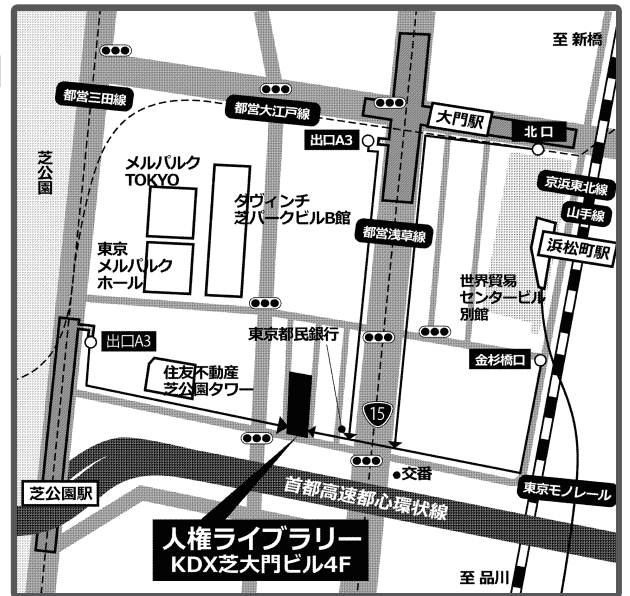 至 新橋
都営三田線
都営大江戸線
大門駅
北口
出口A3
芝公園
メルパルク
TOKYO
ダヴィンチ
芝パークビルB館
京浜東北線
山手線
浜松町駅
都営浅草線
東京
メルパルク
ホール
世界貿易
センタービル
別館
東京都民銀行
出口A3
金杉橋口
住友不動産
芝公園タワー
15
交番
芝公園駅
首都高速都心環状線
東京モノレール
人権ライブラリー
KDX芝大門ビル4F
至 品川